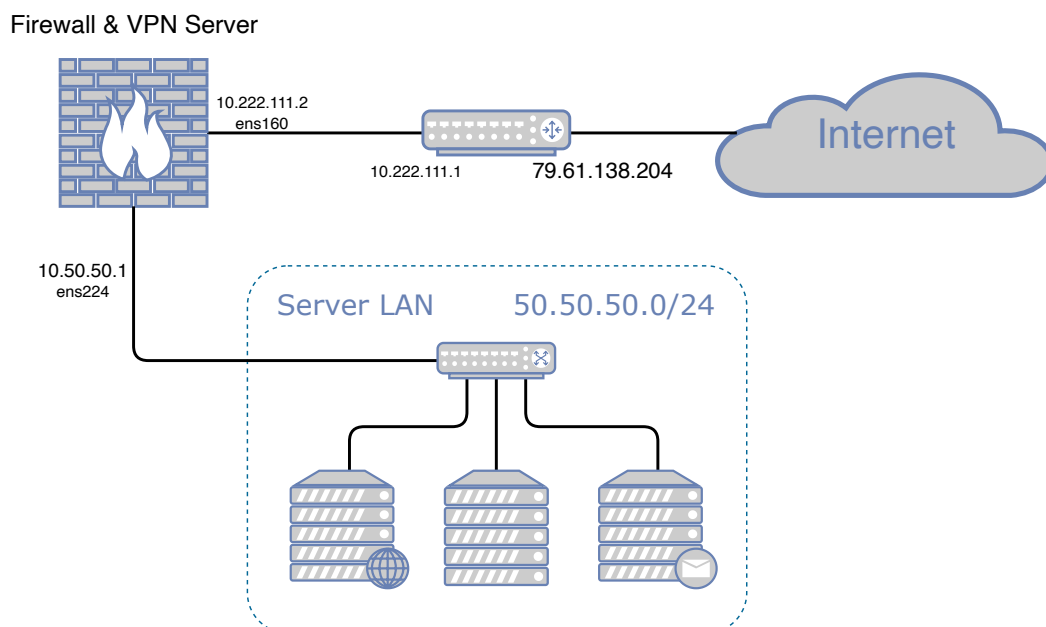 Firewall & VPN Server
10.222.111.2
ens160
10.222.111.1
79.61.138.204
Internet
10.50.50.1
ens224
Server LAN 50.50.50.0/24